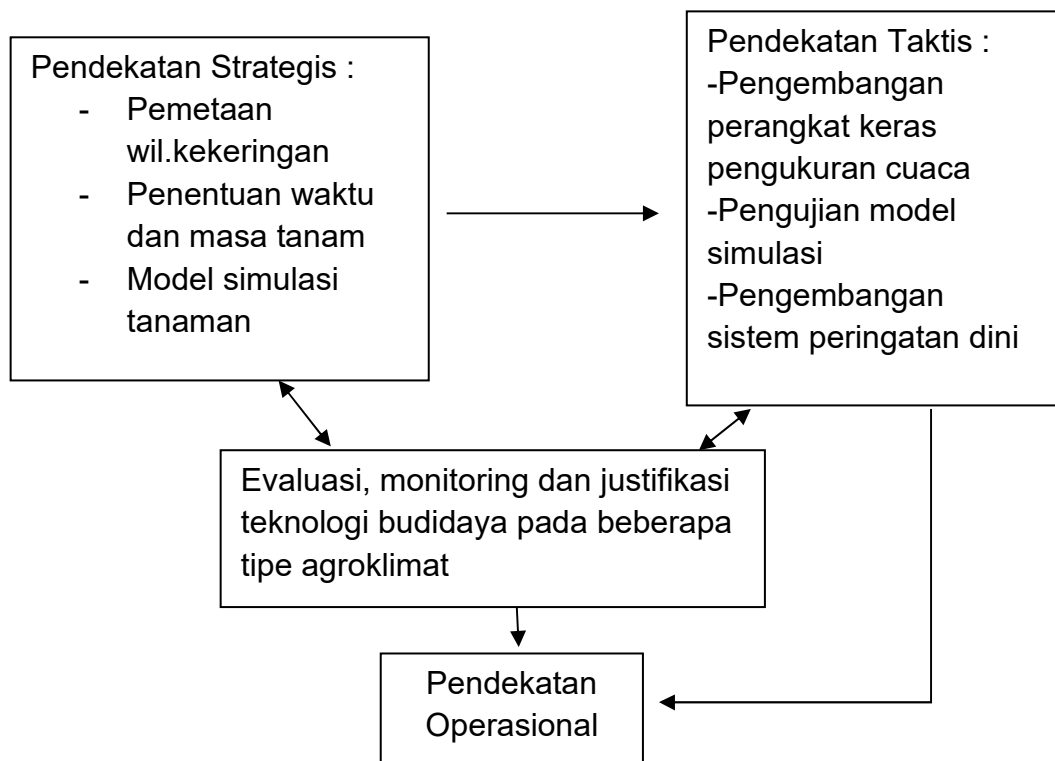 Pendekatan Strategis :
- Pemetaan
wil.kekeringan
- Penentuan waktu
dan masa tanam
- Model simulasi
tanaman
Pendekatan Taktis :
-Pengembangan
perangkat keras
pengukuran cuaca
-Pengujian model
simulasi
-Pengembangan
sistem peringatan dini
Evaluasi, monitoring dan justifikasi
teknologi budidaya pada beberapa
tipe agroklimat
Pendekatan
Operasional